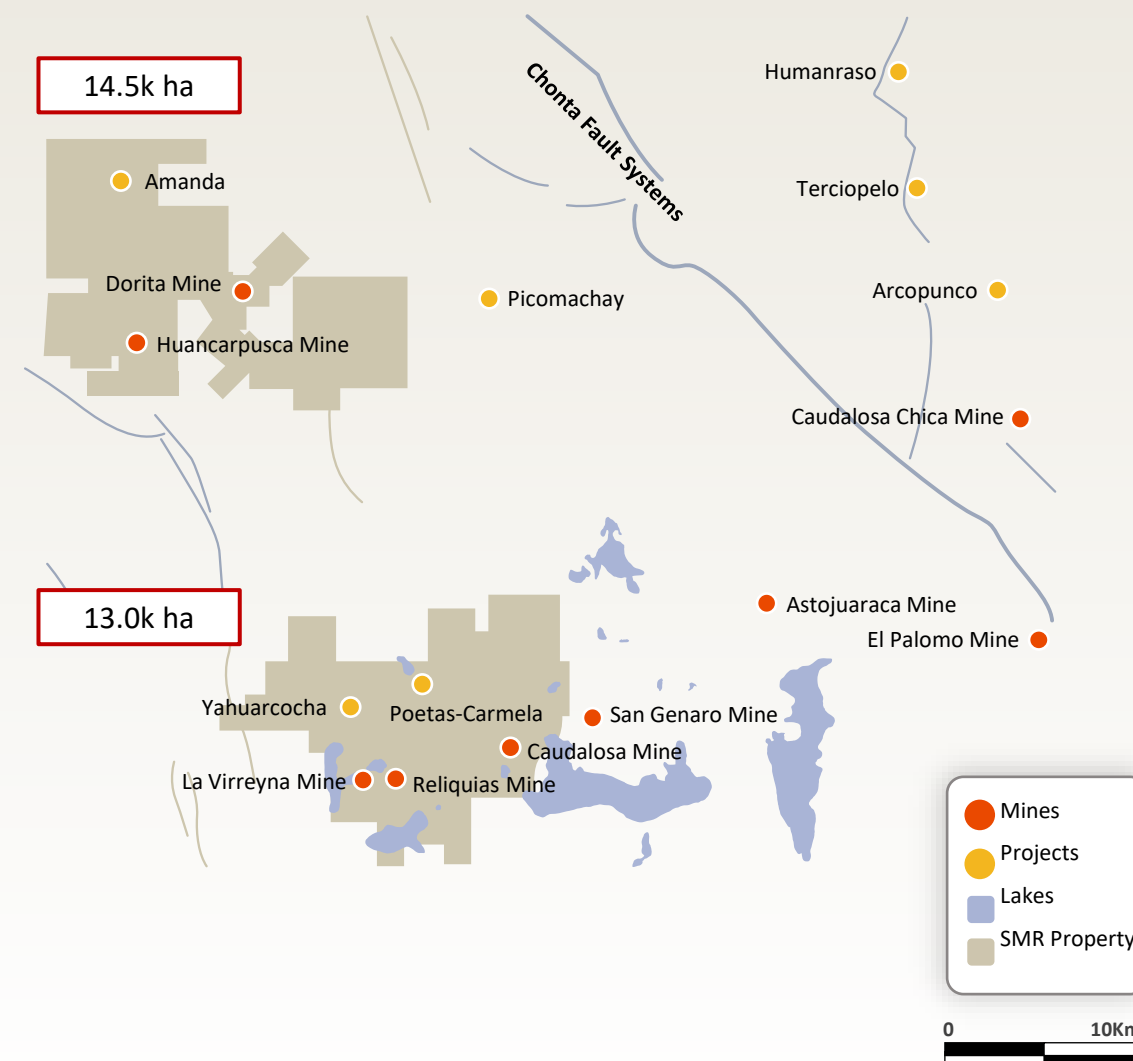 14.5k ha
Chonta Fault Systems
Humanraso
Amanda
Terciopelo
Dorita Mine
Picomachay
Arcopunco
Huancarpusca Mine
Caudalosa Chica Mine
13.0k ha
Astojuaraca Mine
El Palomo Mine
Yahuarcocha
Poetas-Carmela
San Genaro Mine
Caudalosa Mine
La Virreyna Mine
Reliquias Mine
Mines
Projects
Lakes
SMR Property
0 10Km